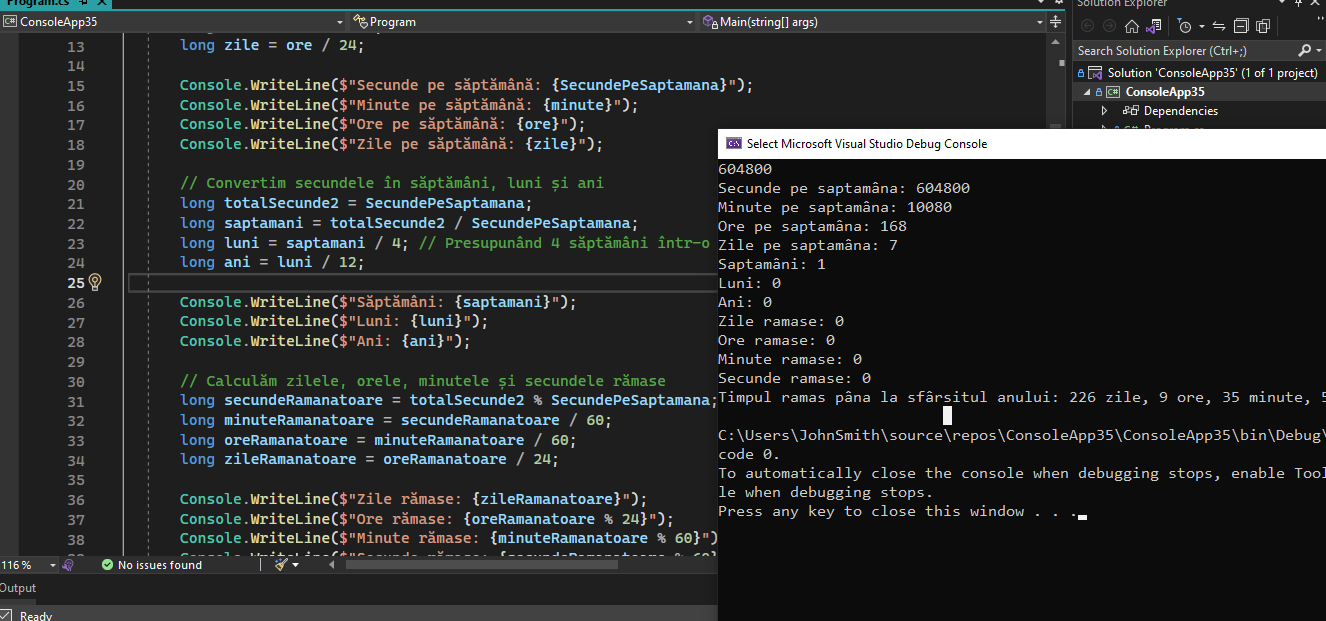 Program.cs
ConsoleApp35
Program
Main(string[] args)
13 long zile = ore / 24;
14
15 Console.WriteLine($"Secunde pe săptămână: {SecundePeSaptamana}");
16 Console.WriteLine($"Minute pe săptămână: {minute}");
17 Console.WriteLine($"Ore pe săptămână: {ore}");
18 Console.WriteLine($"Zile pe săptămână: {zile}");
19
20 // Convertim secundele în săptămâni, luni și ani
21 long totalSecunde2 = SecundePeSaptamana;
22 long saptamani = totalSecunde2 / SecundePeSaptamana;
23 long luni = saptamani / 4; // Presupunând 4 săptămâni într-o
24 long ani = luni / 12;
25
26 Console.WriteLine($"Săptămâni: {saptamani}");
27 Console.WriteLine($"Luni: {luni}");
28 Console.WriteLine($"Ani: {ani}");
29
30 // Calculăm zilele, orele, minutele și secundele rămase
31 long secundeRamanatoare = totalSecunde2 % SecundePeSaptamana;
32 long minuteRamanatoare = secundeRamanatoare / 60;
33 long oreRamanatoare = minuteRamanatoare / 60;
34 long zileRamanatoare = oreRamanatoare / 24;
35
36 Console.WriteLine($"Zile rămase: {zileRamanatoare}");
37 Console.WriteLine($"Ore rămase: {oreRamanatoare % 24}");
38 Console.WriteLine($"Minute rămase: {minuteRamanatoare % 60}")
116 %
No issues found
Output
Ready
Solution Explorer
Search Solution Explorer (Ctrl+;)
Solution 'ConsoleApp35' (1 of 1 project)
C# ConsoleApp35
Dependencies
Select Microsoft Visual Studio Debug Console
604800
Secunde pe saptamâna: 604800
Minute pe saptamâna: 10080
Ore pe saptamâna: 168
Zile pe saptamâna: 7
Saptamâni: 1
Luni: 0
Ani: 0
Zile ramase: 0
Ore ramase: 0
Minute ramase: 0
Secunde ramase: 0
Timpul ramas pâna la sfârsitul anului: 226 zile, 9 ore, 35 minute, 5
C:\Users\JohnSmith\source\repos\ConsoleApp35\ConsoleApp35\bin\Debug\
code 0.
To automatically close the console when debugging stops, enable Tool
le when debugging stops.
Press any key to close this window . . .